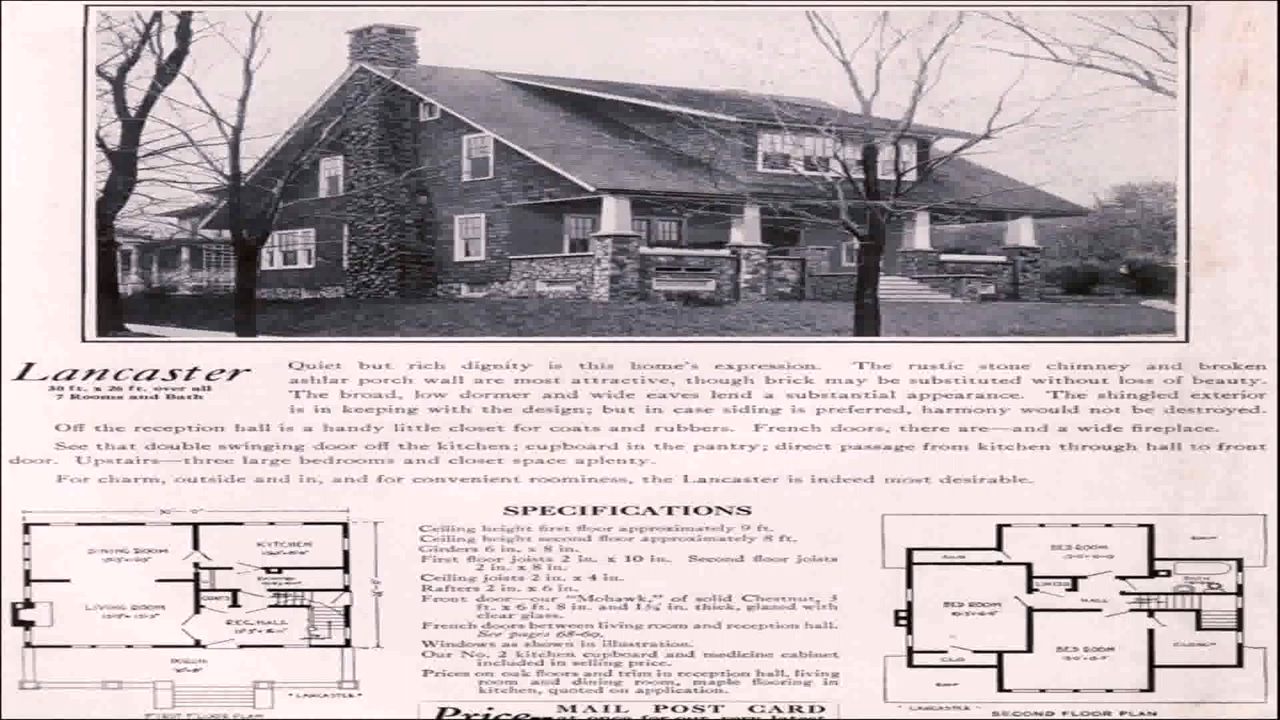 Lancaster
30 ft. x 26 ft. over all
7 Rooms and Bath
Quiet but rich dignity is this home's expression. The rustic stone chimney and broken
ashlar porch wall are most attractive, though brick may be substituted without loss of beauty.
The broad, low dormer and wide eaves lend a substantial appearance. The shingled exterior
is in keeping with the design; but in case siding is preferred, harmony would not be destroyed.
Off the reception hall is a handy little closet for coats and rubbers. French doors, there are—and a wide fireplace.
See that double swinging door off the kitchen; cupboard in the pantry; direct passage from kitchen through hall to front
door. Upstairs—three large bedrooms and closet space aplenty.
For charm, outside and in, and for convenient roominess, the Lancaster is indeed most desirable.
SPECIFICATIONS
Ceiling height first floor approximately 9 ft.
Ceiling height second floor approximately 8 ft.
Girders 6 in. x 8 in.
First floor joists 2 in. x 10 in. Second floor joists
2 in. x 8 in.
Ceiling joists 2 in. x 4 in.
Rafters 2 in. x 6 in.
Front door—our "Mohawk," of solid Chestnut, 3
ft. x 6 ft. 8 in. and 1¾ in. thick, glazed with
clear glass.
French doors between living room and reception hall.
See pages 68-69.
Windows as shown in illustration.
Our No. 2 kitchen cupboard and medicine cabinet
included in selling price.
Prices on oak floors and trim in reception hall, living
room and dining room, maple flooring in
kitchen, quoted on application.
Price—
MAIL POST CARD
at once for our very latest
DINING ROOM
KITCHEN
LIVING ROOM
COATS
REC. HALL
PORCH
"LANCASTER"
FIRST FLOOR PLAN
BED ROOM
BED ROOM
BED ROOM
HALL
"LANCASTER"
SECOND FLOOR PLAN